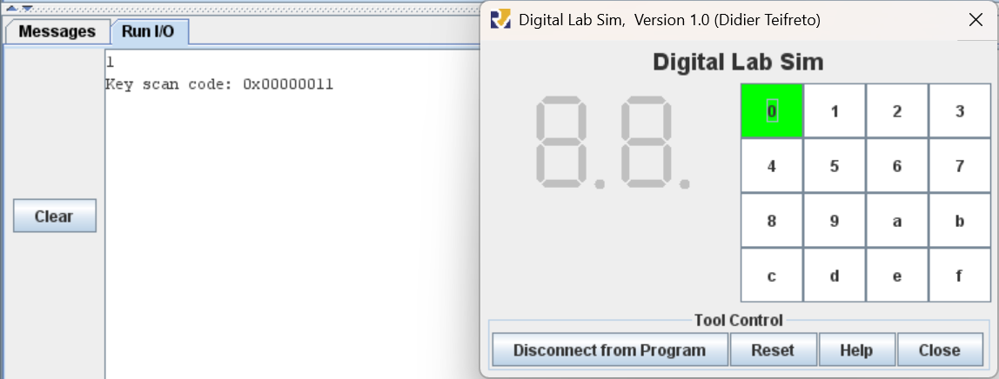 Messages
Run I/O
1
Key scan code: 0x00000011
Clear
Digital Lab Sim, Version 1.0 (Didier Teifreto)
Digital Lab Sim
8.8.
0 1 2 3
4 5 6 7
8 9 a b
c d e f
Tool Control
Disconnect from Program
Reset
Help
Close